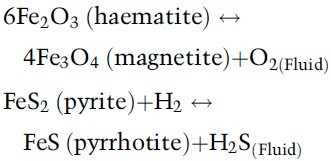 6Fe₂O₃ (haematite) ↔
4Fe₃O₄ (magnetite)+O₂(Fluid)
FeS₂ (pyrite)+H₂ ↔
FeS (pyrrhotite)+H₂S(Fluid)